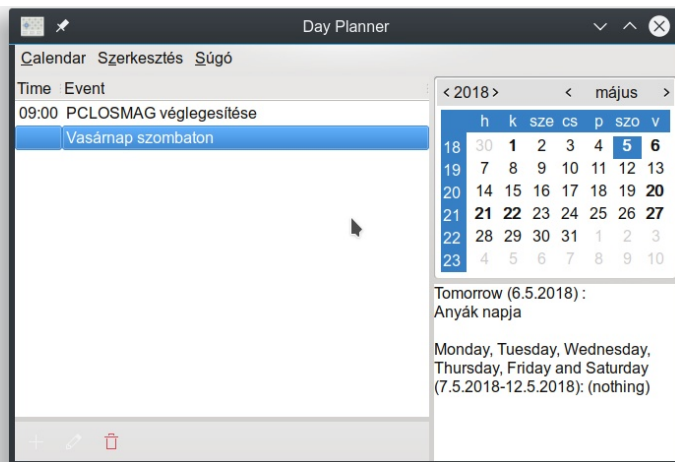 Day Planner
Calendar Szerkesztés Súgó
Time Event
09:00 PCLOSMAG véglegesítése
Vasárnap szombaton
< 2018 > < május >
h k sze cs p szo v
18 30 1 2 3 4 5 6
19 7 8 9 10 11 12 13
20 14 15 16 17 18 19 20
21 21 22 23 24 25 26 27
22 28 29 30 31 1 2 3
23 4 5 6 7 8 9 10
Tomorrow (6.5.2018) :
Anyák napja
Monday, Tuesday, Wednesday,
Thursday, Friday and Saturday
(7.5.2018-12.5.2018): (nothing)